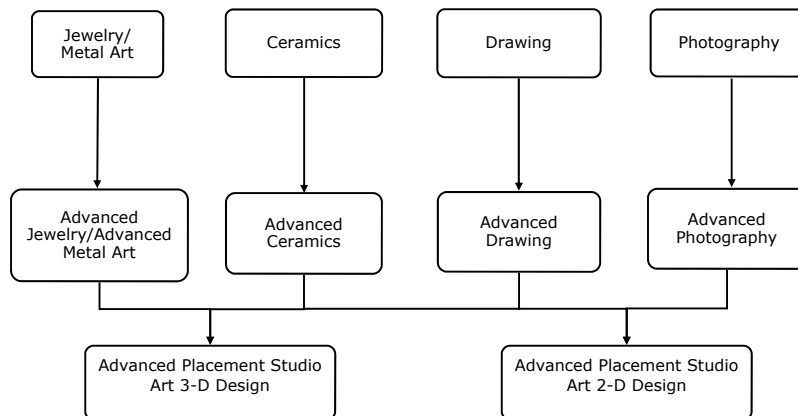 Jewelry/
Metal Art
Ceramics
Drawing
Photography
Advanced
Jewelry/Advanced
Metal Art
Advanced
Ceramics
Advanced
Drawing
Advanced
Photography
Advanced Placement Studio
Art 3-D Design
Advanced Placement Studio
Art 2-D Design